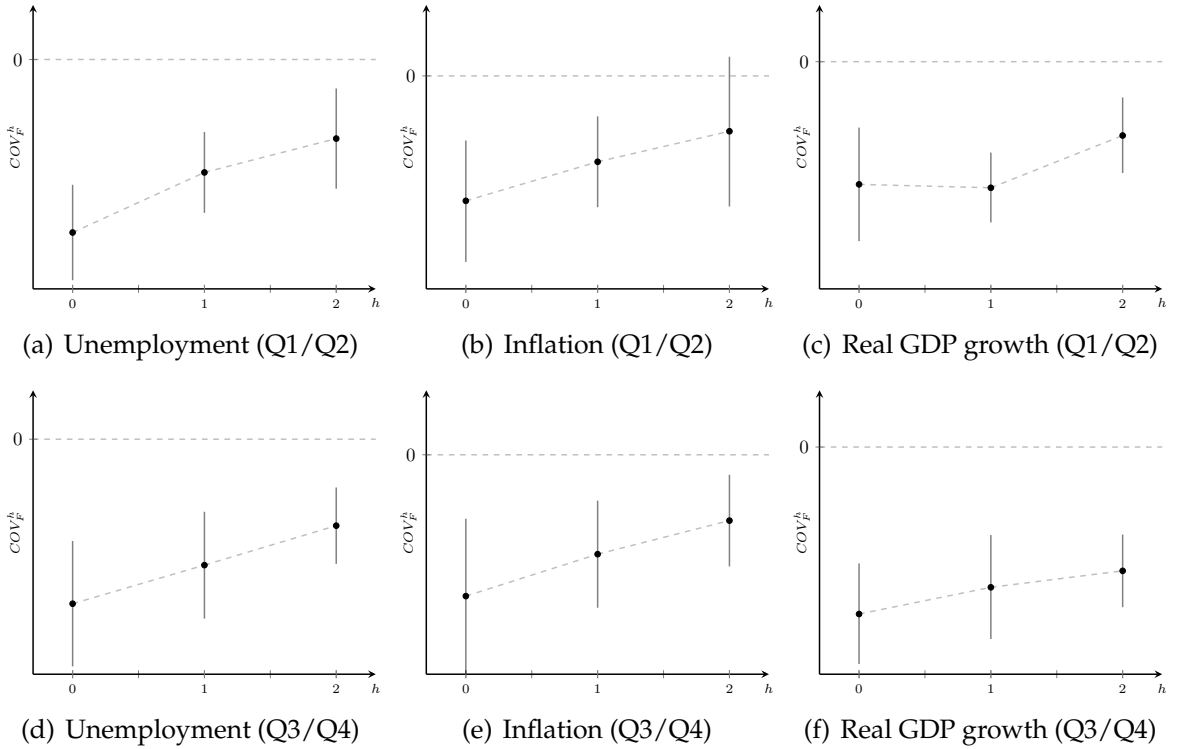 0
COV_F^h
0 1 2 h
(a) Unemployment (Q1/Q2)
0
COV_F^h
0 1 2 h
(b) Inflation (Q1/Q2)
0
COV_F^h
0 1 2 h
(c) Real GDP growth (Q1/Q2)
0
COV_F^h
0 1 2 h
(d) Unemployment (Q3/Q4)
0
COV_F^h
0 1 2 h
(e) Inflation (Q3/Q4)
0
COV_F^h
0 1 2 h
(f) Real GDP growth (Q3/Q4)